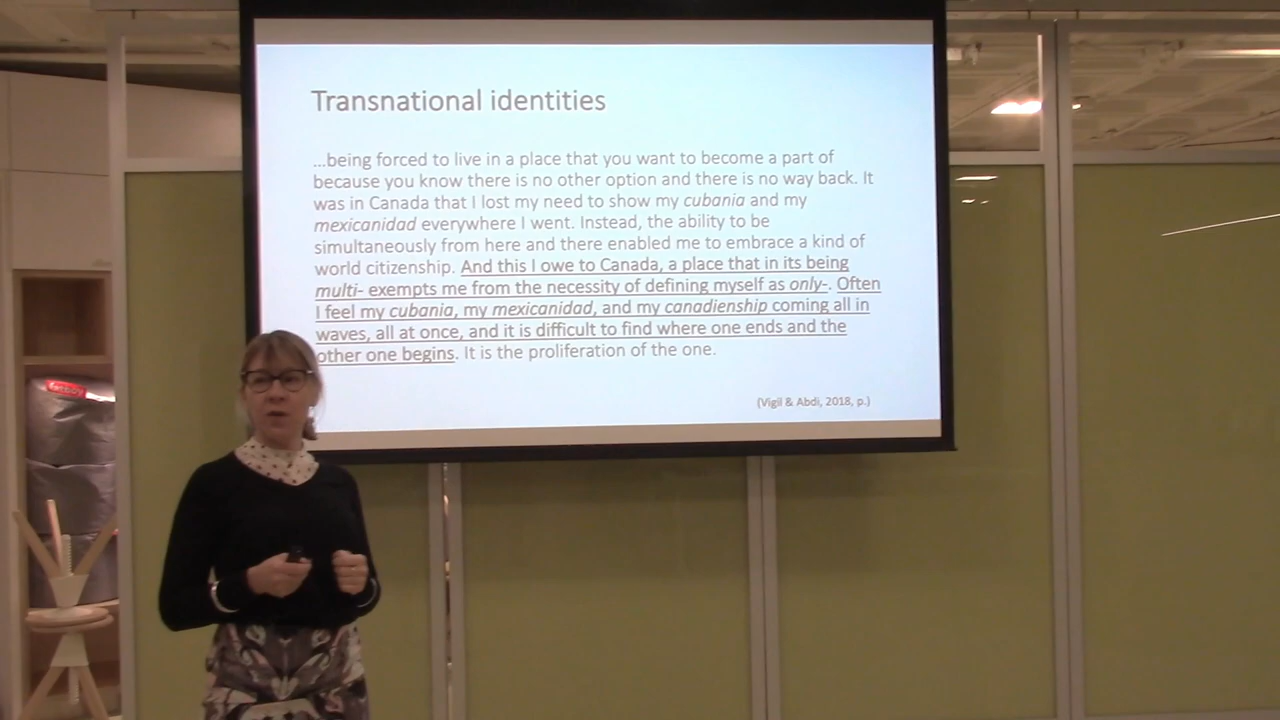 Transnational identities
...being forced to live in a place that you want to become a part of
because you know there is no other option and there is no way back. It
was in Canada that I lost my need to show my cubania and my
mexicanidad everywhere I went. Instead, the ability to be
simultaneously from here and there enabled me to embrace a kind of
world citizenship. And this I owe to Canada, a place that in its being
multi- exempts me from the necessity of defining myself as only-. Often
I feel my cubania, my mexicanidad, and my canadienship coming all in
waves, all at once, and it is difficult to find where one ends and the
other one begins. It is the proliferation of the one.
(Vigil & Abdi, 2018, p.)